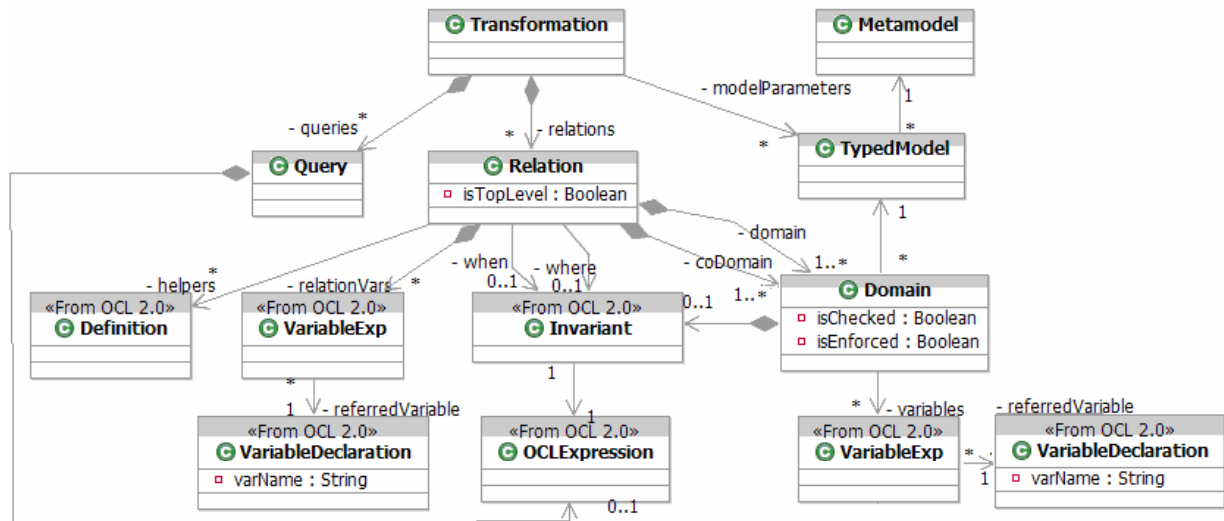 C Transformation
C Metamodel
- modelParameters
1
*
- queries
*
- relations
*
*
C Query
C Relation
isTopLevel : Boolean
C TypedModel
1
- domain
- when
- where
- coDomain
1..*
*
- helpers
*
- relationVars
*
0..1
0..1
0..1
1..*
«From OCL 2.0»
C Definition
«From OCL 2.0»
C VariableExp
«From OCL 2.0»
C Invariant
C Domain
isChecked : Boolean
isEnforced : Boolean
*
1
- referredVariable
1
1
*
- variables
- referredVariable
«From OCL 2.0»
C VariableDeclaration
varName : String
«From OCL 2.0»
C OCLExpression
«From OCL 2.0»
C VariableExp
*
1
«From OCL 2.0»
C VariableDeclaration
varName : String
0..1